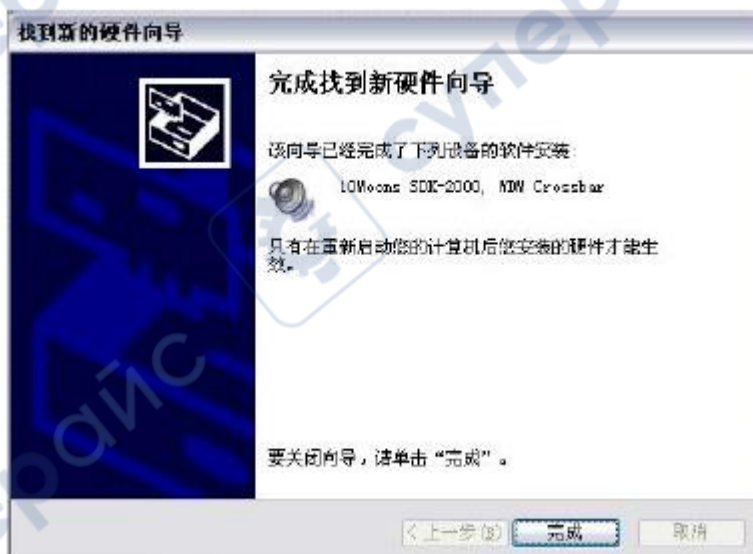 找到新的硬件向导
完成找到新硬件向导
该向导已经完成了下列设备的软件安装:
10Moons SDK-2000, WDM Crossbar
只有在重新启动您的计算机后您安装的硬件才能生
效。
要关闭向导，请单击“完成”。
<上一步(B)
完成
取消